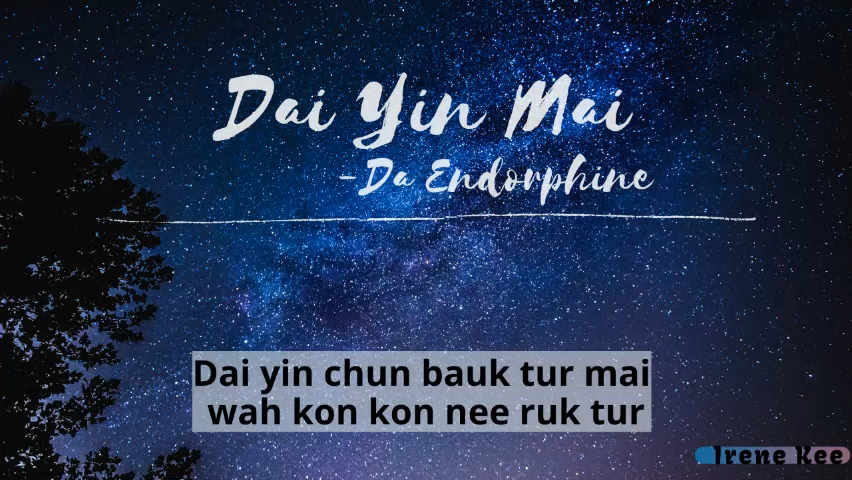 Dai Yin Mai
-Da Endorphine
Dai yin chun bauk tur mai
wah kon kon nee ruk tur
Irene Kee